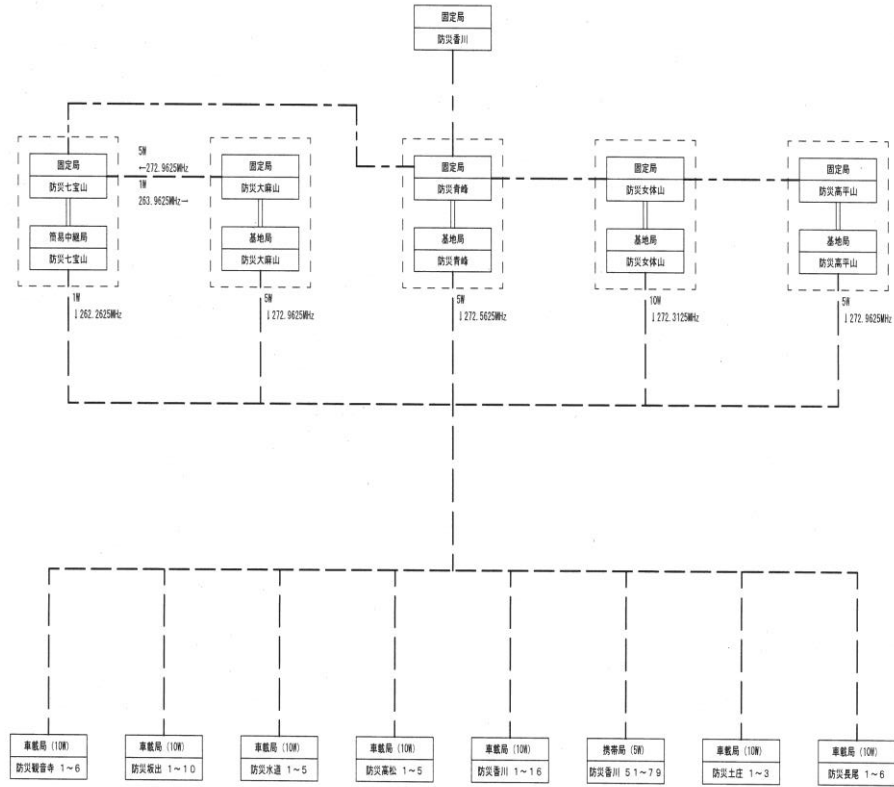 固定局
防災香川
固定局
防災七宝山
簡易中継局
防災七宝山
5W
←272.9625MHz
1W
263.9625MHz→
固定局
防災大麻山
基地局
防災大麻山
固定局
防災青峰
基地局
防災青峰
固定局
防災女体山
基地局
防災女体山
固定局
防災高平山
基地局
防災高平山
1W
↓262.2625MHz
5W
↓272.9625MHz
5W
↓272.5625MHz
10W
↓272.3125MHz
5W
↓272.9625MHz
車載局 (10W)
防災観音寺 1~6
車載局 (10W)
防災坂出 1~10
車載局 (10W)
防災水道 1~5
車載局 (10W)
防災高松 1~5
車載局 (10W)
防災香川 1~16
携帯局 (5W)
防災香川 51~79
車載局 (10W)
防災土庄 1~3
車載局 (10W)
防災長尾 1~6